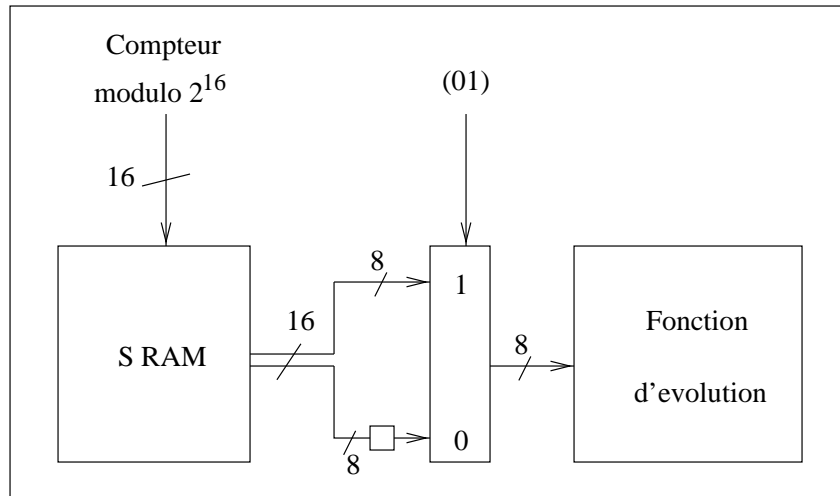 Compteur
modulo 2^16
(01)
16
8
1
16
S RAM
Fonction
d'evolution
8
8
0